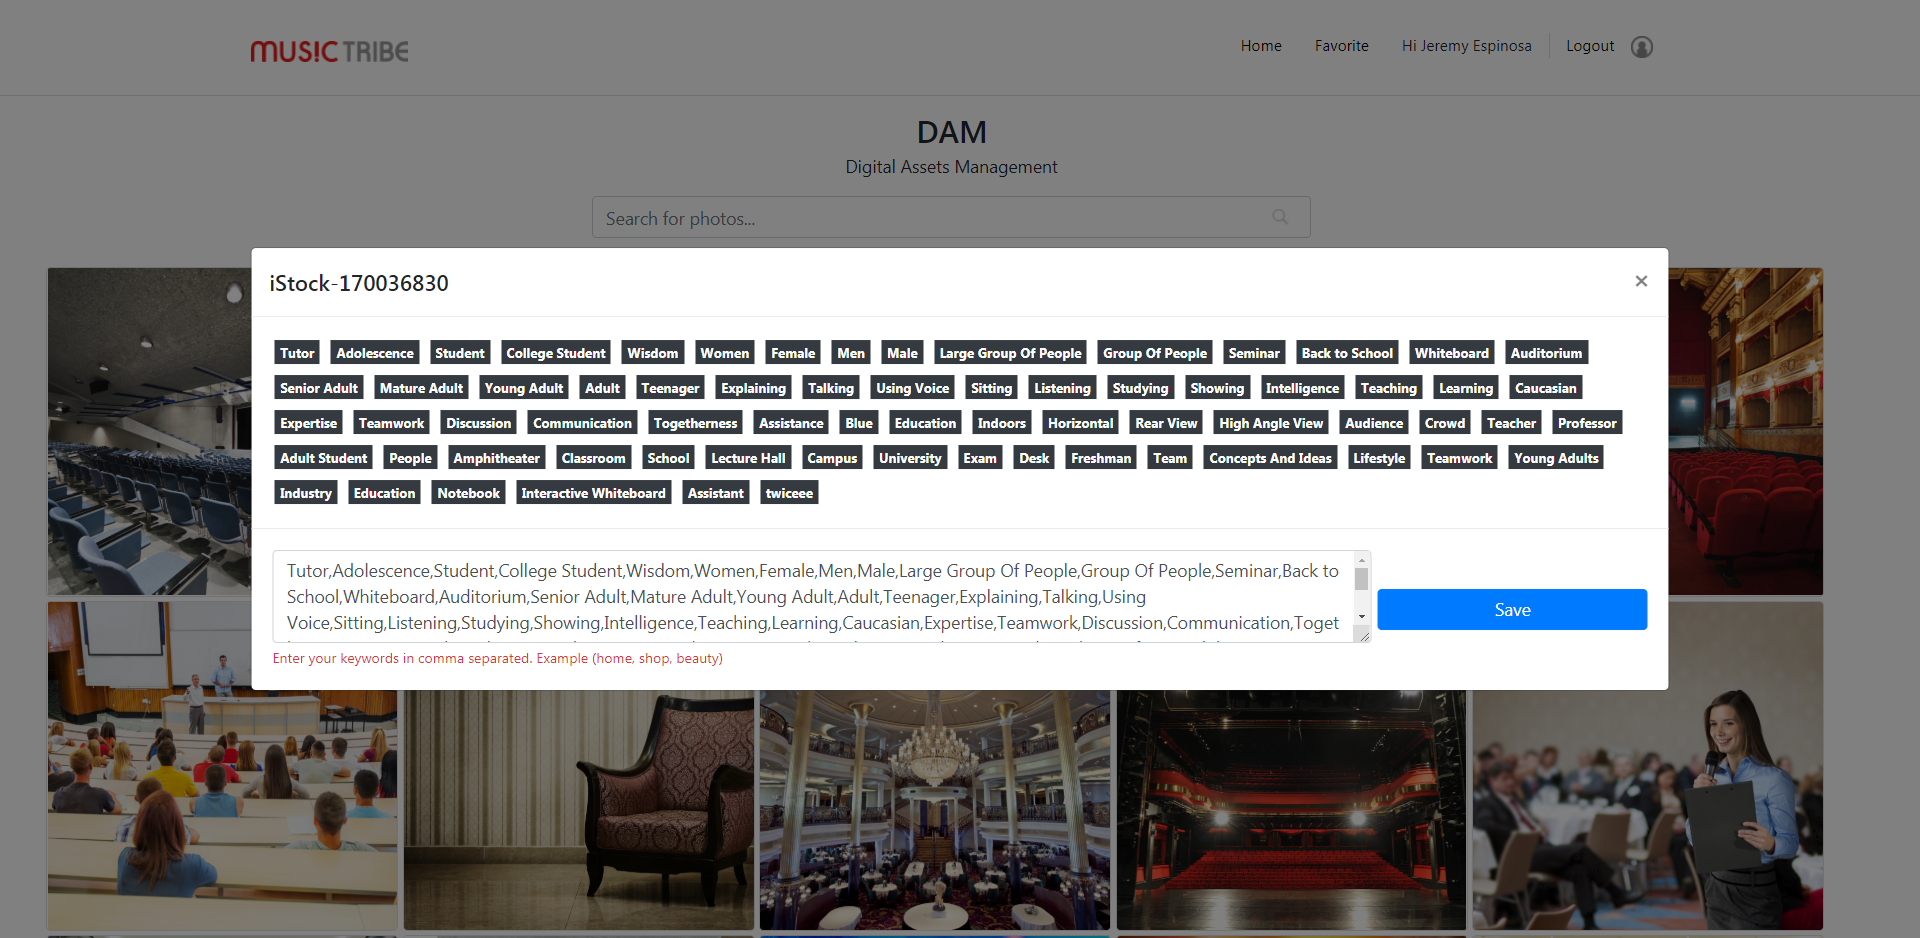 MUSIC TRIBE
Home Favorite Hi Jeremy Espinosa Logout
DAM
Digital Assets Management
Search for photos...
iStock-170036830 ×
Tutor Adolescence Student College Student Wisdom Women Female Men Male Large Group Of People Group Of People Seminar Back to School Whiteboard Auditorium
Senior Adult Mature Adult Young Adult Adult Teenager Explaining Talking Using Voice Sitting Listening Studying Showing Intelligence Teaching Learning Caucasian
Expertise Teamwork Discussion Communication Togetherness Assistance Blue Education Indoors Horizontal Rear View High Angle View Audience Crowd Teacher Professor
Adult Student People Amphitheater Classroom School Lecture Hall Campus University Exam Desk Freshman Team Concepts And Ideas Lifestyle Teamwork Young Adults
Industry Education Notebook Interactive Whiteboard Assistant twiceee
Tutor,Adolescence,Student,College Student,Wisdom,Women,Female,Men,Male,Large Group Of People,Group Of People,Seminar,Back to
School,Whiteboard,Auditorium,Senior Adult,Mature Adult,Young Adult,Adult,Teenager,Explaining,Talking,Using
Voice,Sitting,Listening,Studying,Showing,Intelligence,Teaching,Learning,Caucasian,Expertise,Teamwork,Discussion,Communication,Toget
Save
Enter your keywords in comma separated. Example (home, shop, beauty)